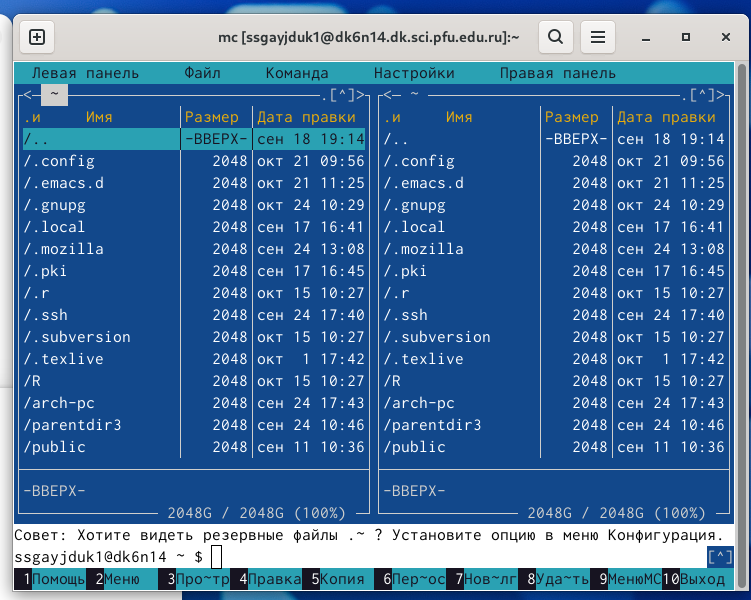 mc [ssgayjduk1@dk6n14.dk.sci.pfu.edu.ru]:~
Левая панель Файл Команда Настройки Правая панель
<— ~ .[^]> <— ~ .[^]>
.и Имя Размер Дата правки .и Имя Размер Дата правки
/.. -ВВЕРХ- сен 18 19:14 /.. -ВВЕРХ- сен 18 19:14
/.config 2048 окт 21 09:56 /.config 2048 окт 21 09:56
/.emacs.d 2048 окт 21 11:25 /.emacs.d 2048 окт 21 11:25
/.gnupg 2048 окт 24 10:29 /.gnupg 2048 окт 24 10:29
/.local 2048 сен 17 16:41 /.local 2048 сен 17 16:41
/.mozilla 2048 сен 24 13:08 /.mozilla 2048 сен 24 13:08
/.pki 2048 сен 17 16:45 /.pki 2048 сен 17 16:45
/.r 2048 окт 15 10:27 /.r 2048 окт 15 10:27
/.ssh 2048 сен 24 17:40 /.ssh 2048 сен 24 17:40
/.subversion 2048 окт 15 10:27 /.subversion 2048 окт 15 10:27
/.texlive 2048 окт 1 17:42 /.texlive 2048 окт 1 17:42
/R 2048 окт 15 10:27 /R 2048 окт 15 10:27
/arch-pc 2048 сен 24 17:43 /arch-pc 2048 сен 24 17:43
/parentdir3 2048 сен 24 10:46 /parentdir3 2048 сен 24 10:46
/public 2048 сен 11 10:36 /public 2048 сен 11 10:36
-ВВЕРХ- -ВВЕРХ-
2048G / 2048G (100%) 2048G / 2048G (100%)
Совет: Хотите видеть резервные файлы .~ ? Установите опцию в меню Конфигурация.
ssgayjduk1@dk6n14 ~ $ [^]
1Помощь 2Меню 3Про~тр 4Правка 5Копия 6Пер~ос 7Нов~лг 8Уда~ть 9МенюMC 10Выход